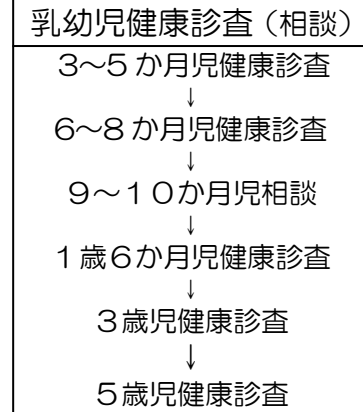 乳幼児健康診査（相談）
３～５か月児健康診査
↓
６～８か月児健康診査
↓
９～１０か月児相談
↓
１歳６か月児健康診査
↓
３歳児健康診査
↓
５歳児健康診査